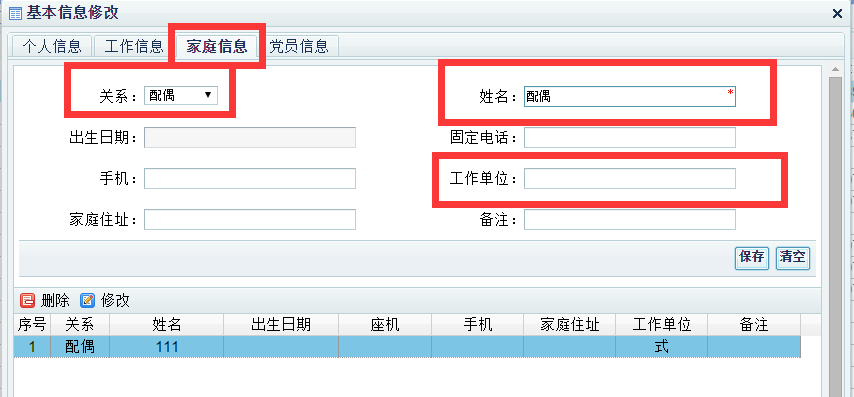 基本信息修改
个人信息 工作信息 家庭信息 党员信息
关系： 配偶 姓名： 配偶 *
出生日期： 固定电话：
手机： 工作单位：
家庭住址： 备注：
保存 清空
删除 修改
序号 关系 姓名 出生日期 座机 手机 家庭住址 工作单位 备注
1 配偶 111 式